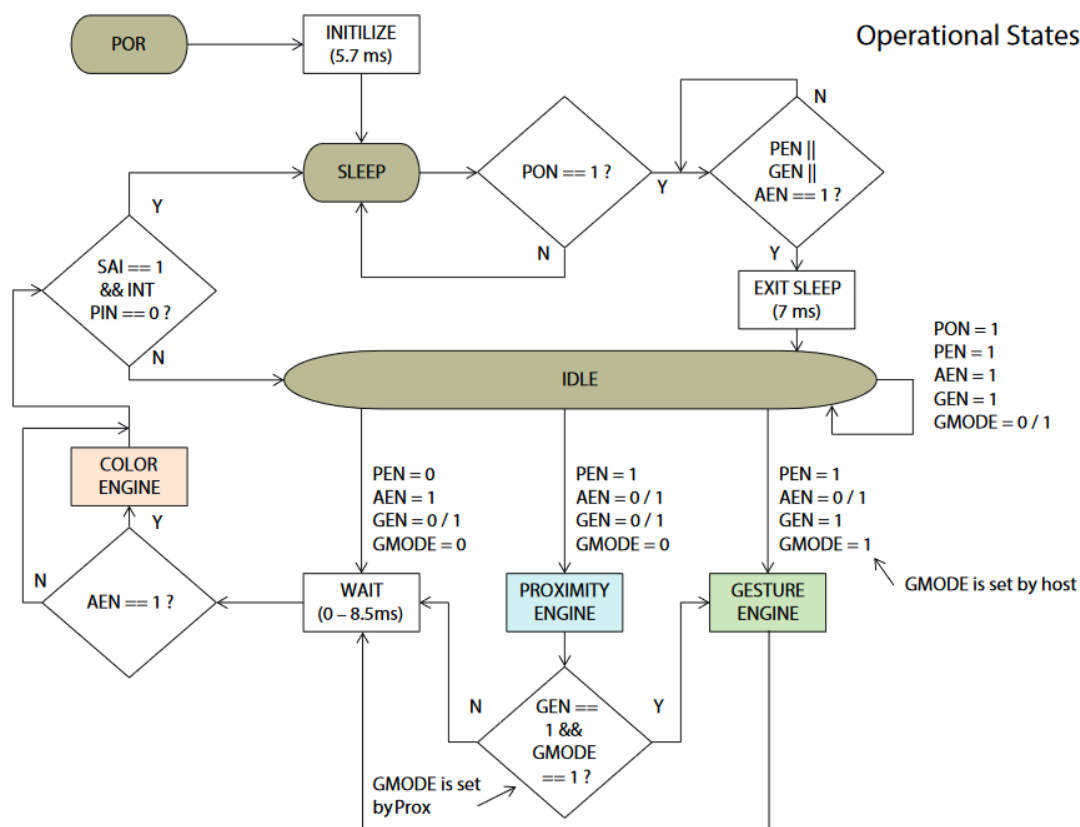 Operational States
POR
INITILIZE
(5.7 ms)
SLEEP
PON == 1 ?
Y
N
PEN ||
GEN ||
AEN == 1 ?
N
Y
EXIT SLEEP
(7 ms)
Y
SAI == 1
&& INT
PIN == 0 ?
N
IDLE
PON = 1
PEN = 1
AEN = 1
GEN = 1
GMODE = 0 / 1
PEN = 0
AEN = 1
GEN = 0 / 1
GMODE = 0
PEN = 1
AEN = 0 / 1
GEN = 0 / 1
GMODE = 0
PEN = 1
AEN = 0 / 1
GEN = 1
GMODE = 1
GMODE is set by host
COLOR
ENGINE
Y
N
AEN == 1 ?
WAIT
(0 – 8.5ms)
PROXIMITY
ENGINE
GESTURE
ENGINE
N
GEN ==
1 &&
GMODE
== 1 ?
Y
GMODE is set
by Prox